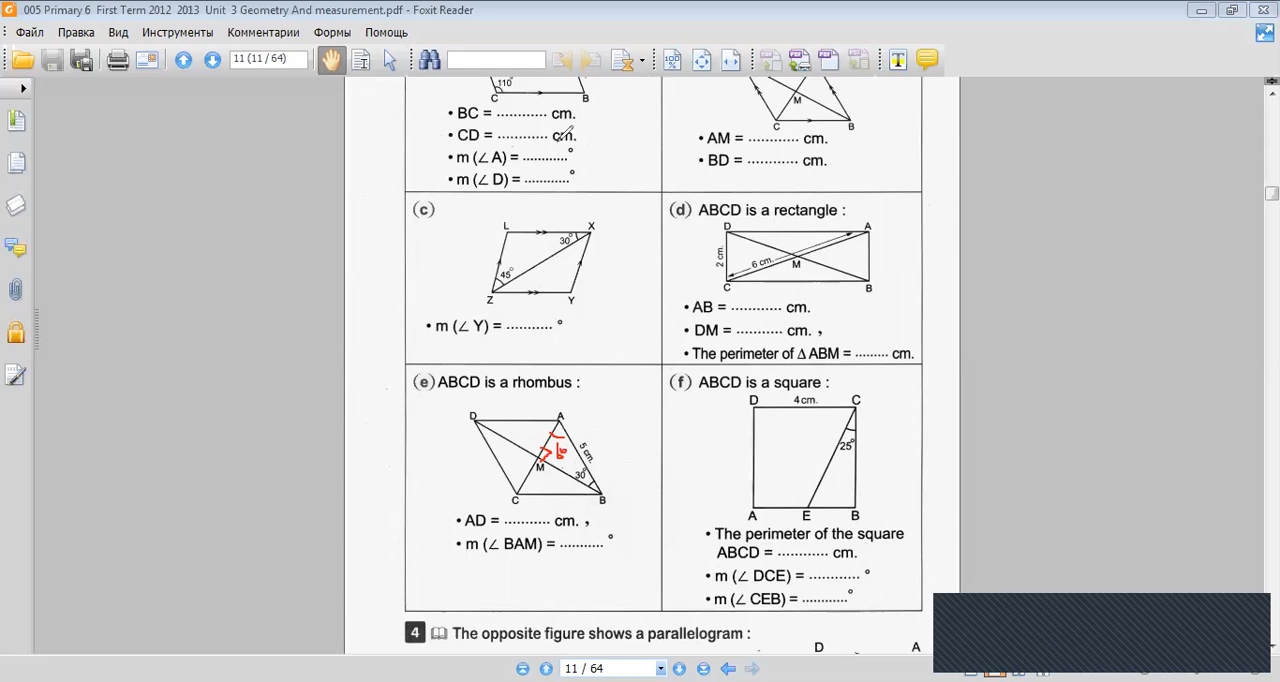 005 Primary 6 First Term 2012 2013 Unit 3 Geometry And measurement.pdf - Foxit Reader
Файл Правка Вид Инструменты Комментарии Формы Помощь
11 (11 / 64)
110°
C B
• BC = ............ cm.
• CD = ............ cm.
• m (∠ A) = ............°
• m (∠ D) = ............°
M
C B
• AM = ............ cm.
• BD = ............ cm.
(c)
L X
30°
45°
Z Y
• m (∠ Y) = ............ °
(d) ABCD is a rectangle :
D A
2 cm.
6 cm.
M
C B
• AB = ............ cm.
• DM = ............ cm. ,
• The perimeter of Δ ABM = ......... cm.
(e) ABCD is a rhombus :
D A
5 cm.
M
30°
C B
• AD = ............ cm. ,
• m (∠ BAM) = ............ °
(f) ABCD is a square :
D 4 cm. C
25°
A E B
• The perimeter of the square
ABCD = ............ cm.
• m (∠ DCE) = ............ °
• m (∠ CEB) = ............°
4 The opposite figure shows a parallelogram :
D A
11 / 64